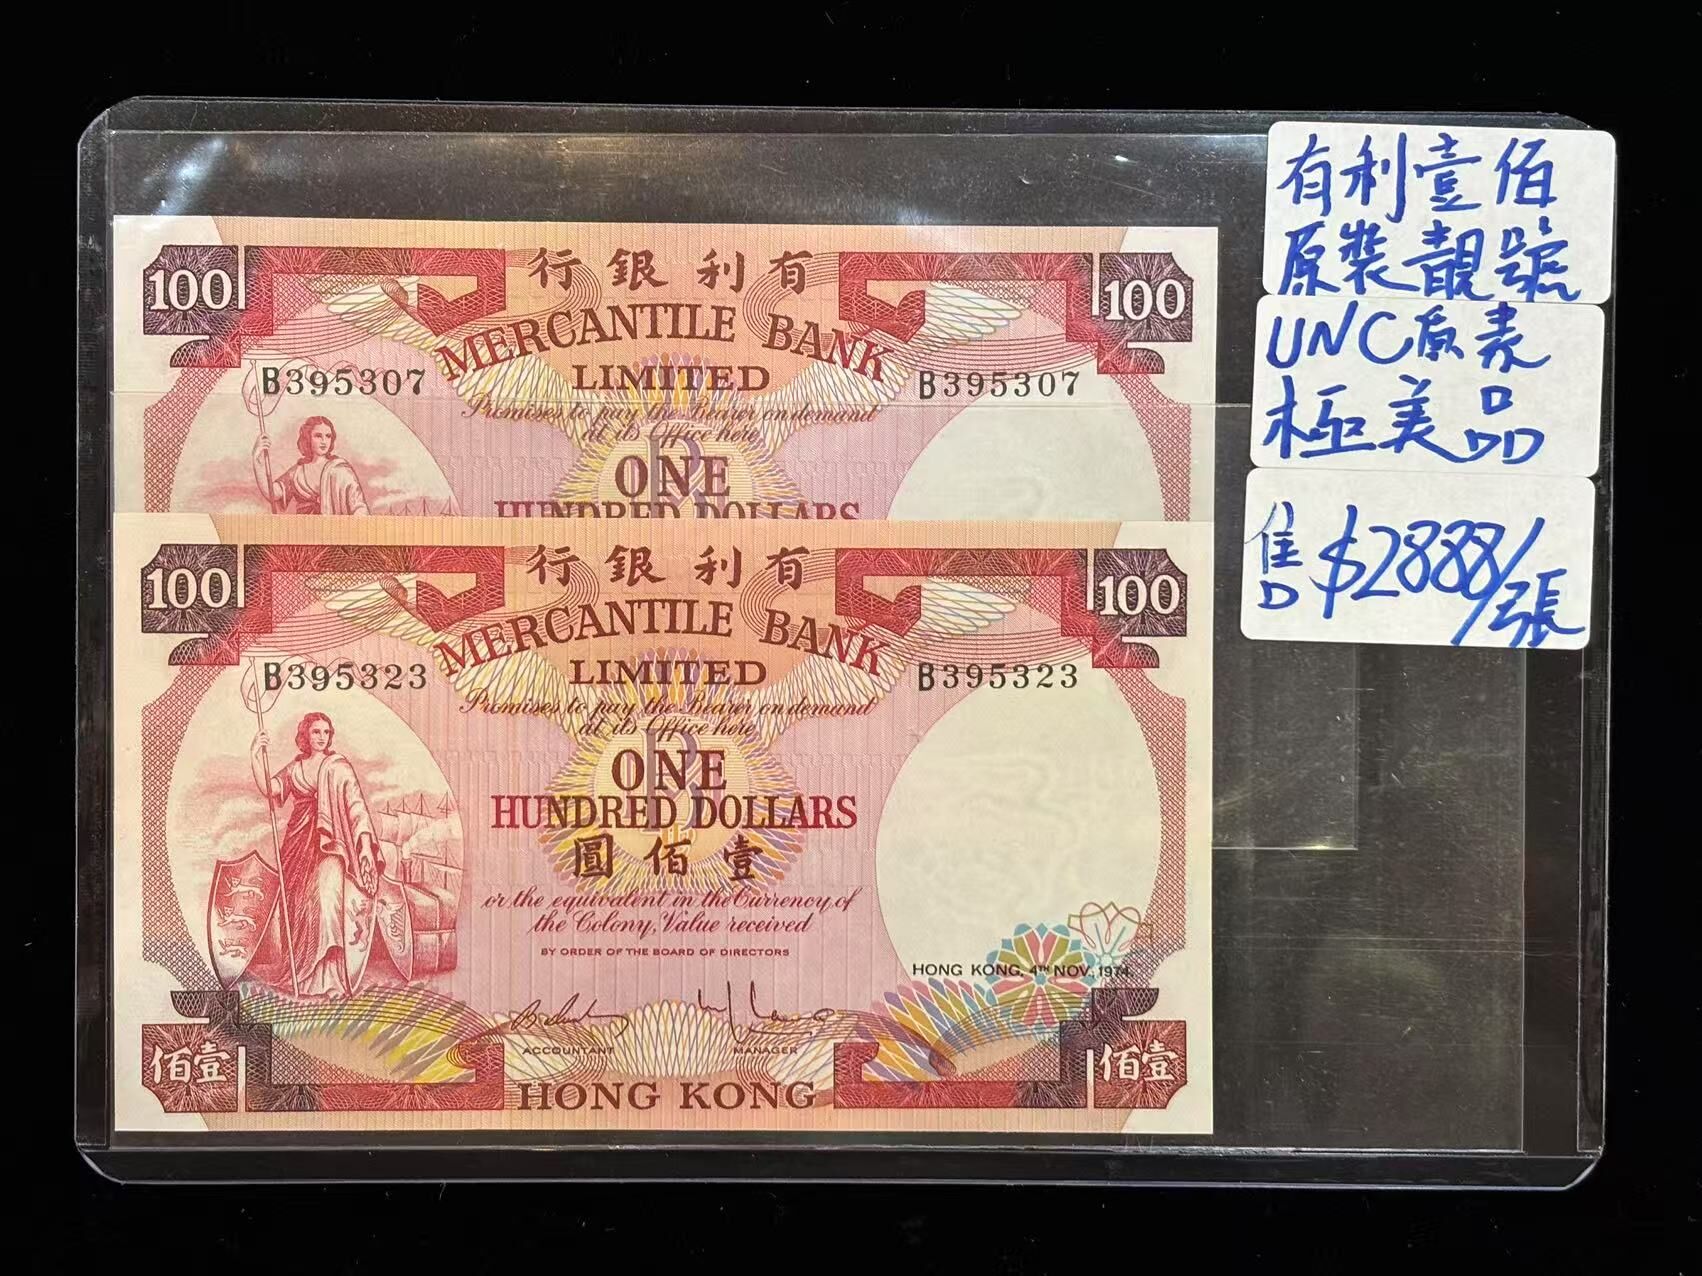 有利壹佰
原裝靚號
UNC原素
極美品
售$2888/張
行銀利有
100
100
MERCANTILE BANK
LIMITED
B395307
B395307
Promises to pay the Bearer on demand
at its Office here
ONE
HUNDRED DOLLARS
行銀利有
100
100
MERCANTILE BANK
LIMITED
B395323
B395323
Promises to pay the Bearer on demand
at its Office here
ONE
HUNDRED DOLLARS
圓佰壹
or the equivalent in the Currency of
the Colony, Value received
BY ORDER OF THE BOARD OF DIRECTORS
HONG KONG, 4TH NOV., 1974.
ACCOUNTANT
MANAGER
佰壹
佰壹
HONG KONG